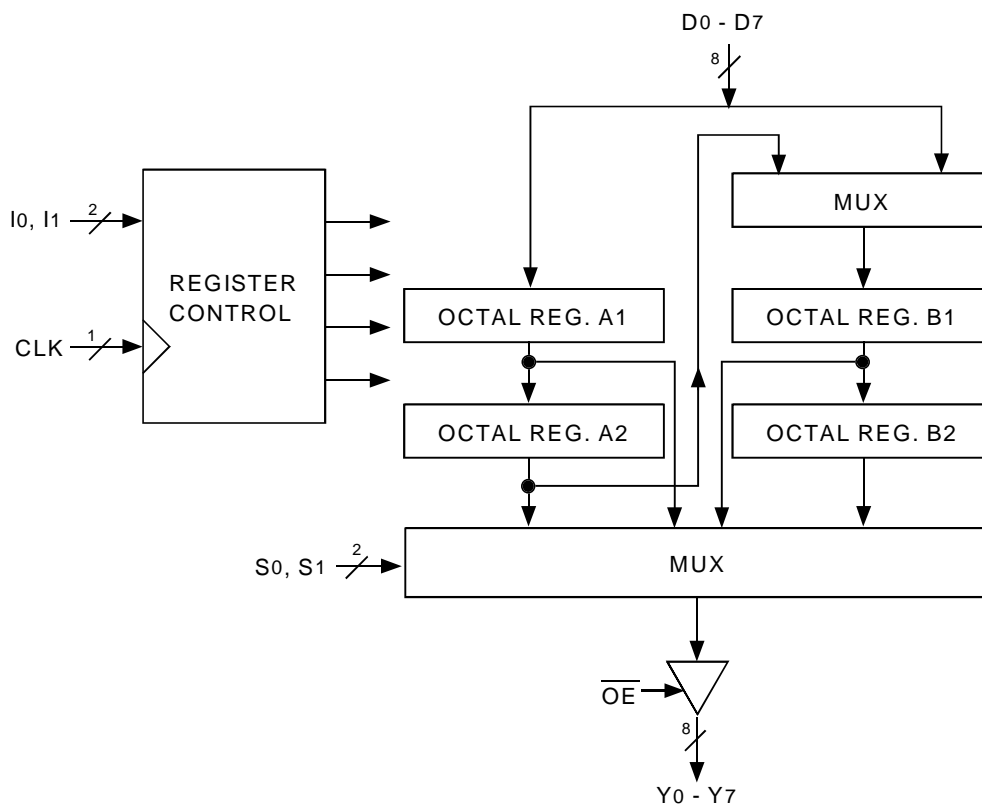 D0 - D7
8
I0, I1
2
MUX
REGISTER
CONTROL
OCTAL REG. A1
OCTAL REG. B1
CLK
1
OCTAL REG. A2
OCTAL REG. B2
S0, S1
2
MUX
OE
8
Y0 - Y7